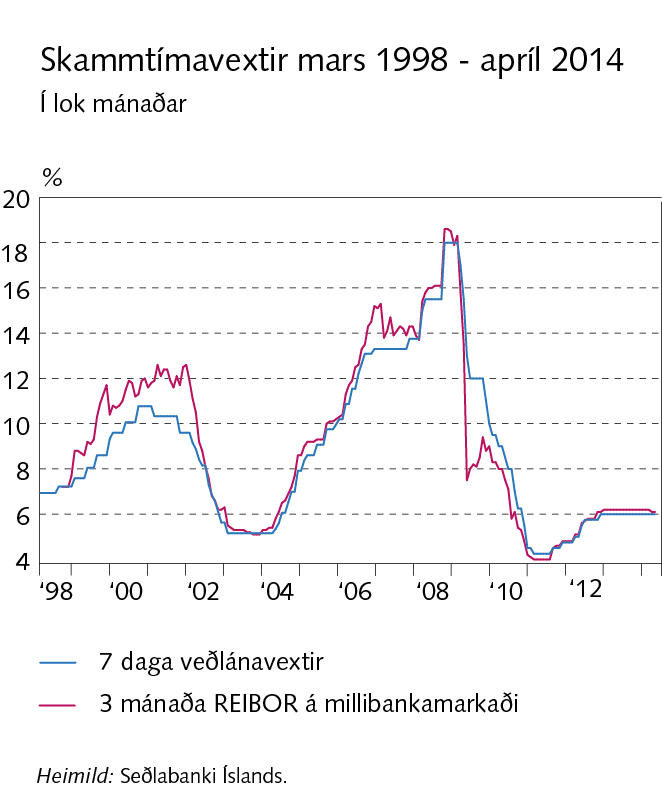 Skammtímavextir mars 1998 - apríl 2014
Í lok mánaðar
%
20
18
16
14
12
10
8
6
4
‘98 ‘00 ‘02 ‘04 ‘06 ‘08 ‘10 ‘12
7 daga veðlánavextir
3 mánaða REIBOR á millibankamarkaði
Heimild: Seðlabanki Íslands.